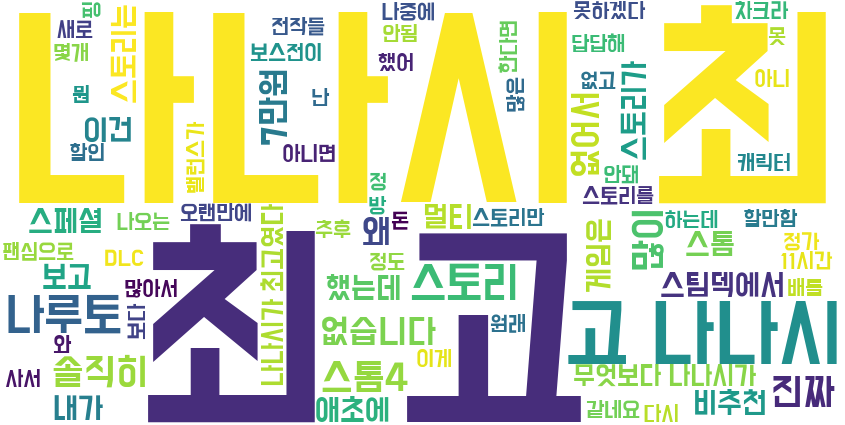 핑
새로
몇개
스토리는
뭔
이건
할인
전작들
보스전이
7만원
난
아니면
밸런스가
나중에
안됨
했어
나나시 최
한다면
많은
못하겠다
답답해
없고
없어서
스토리가
안돼
스토리를
차크라
못
아니
캐릭터
스페셜
나오는
오랜만에
팬심으로
DLC
보고
많아서
나루토
보다
와
사서
솔직히
내가
최고
나나시가 최고였다
추후
정
방
왜
돈
정도
했는데
없습니다
스톰4
애초에
멀티
스토리만
스토리
원래
이게
게임은
많이
하는데
스톰
할만함
정가
11시간
스팀덱에서
배틀
고 나나시
무엇보다 나나시가
같네요
다시
비추천
진짜